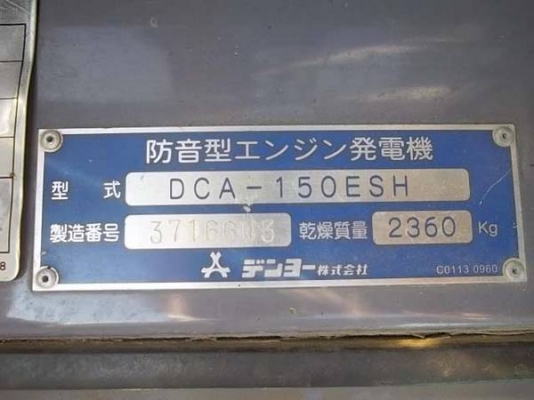 防音型エンジン発電機
型 式 DCA-150ESH
製造番号 乾燥質量 2360 Kg
デンヨー株式会社 C0113 0960
8